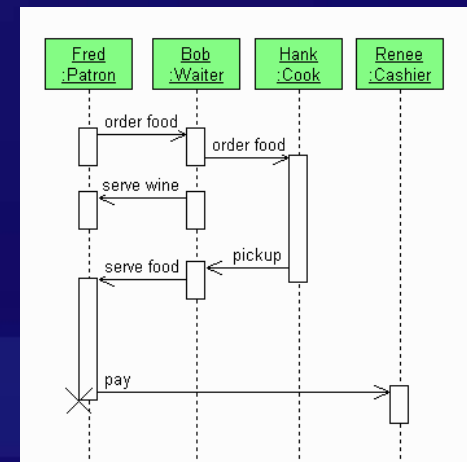 Fred
:Patron
Bob
:Waiter
Hank
:Cook
Renee
:Cashier
order food
order food
serve wine
pickup
serve food
pay